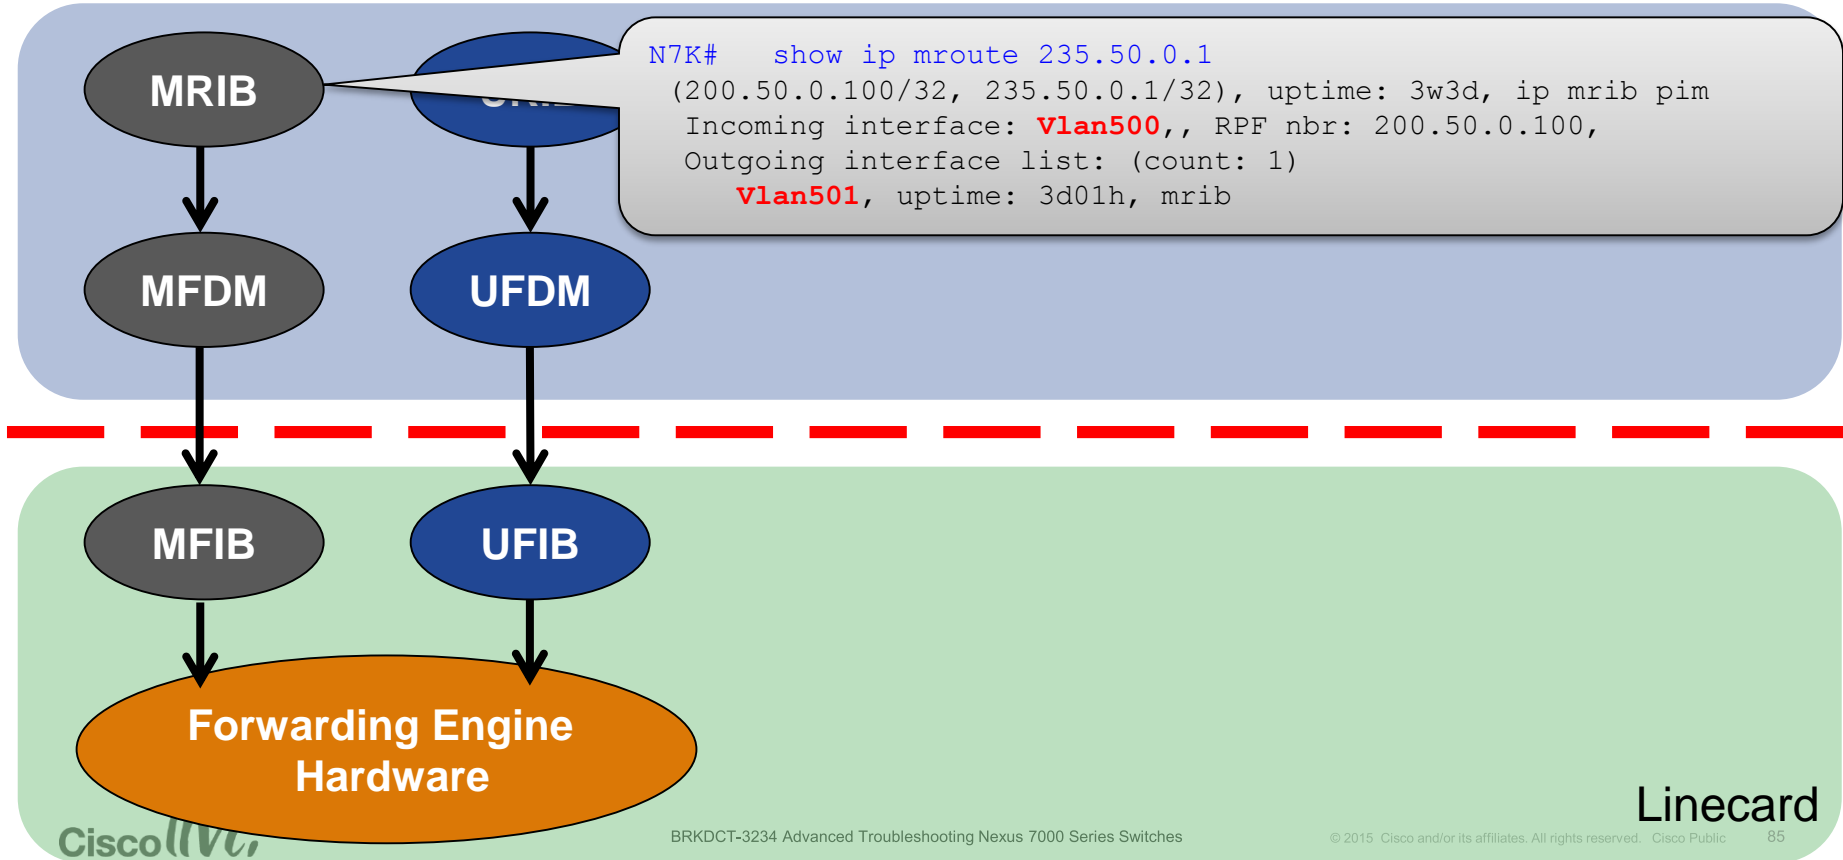 MRIB
N7K# show ip mroute 235.50.0.1
(200.50.0.100/32, 235.50.0.1/32), uptime: 3w3d, ip mrib pim
Incoming interface: Vlan500,, RPF nbr: 200.50.0.100,
Outgoing interface list: (count: 1)
Vlan501, uptime: 3d01h, mrib
MFDM
UFDM
MFIB
UFIB
Forwarding Engine
Hardware
Linecard
Cisco live!
BRKDCT-3234 Advanced Troubleshooting Nexus 7000 Series Switches
© 2015 Cisco and/or its affiliates. All rights reserved. Cisco Public
85